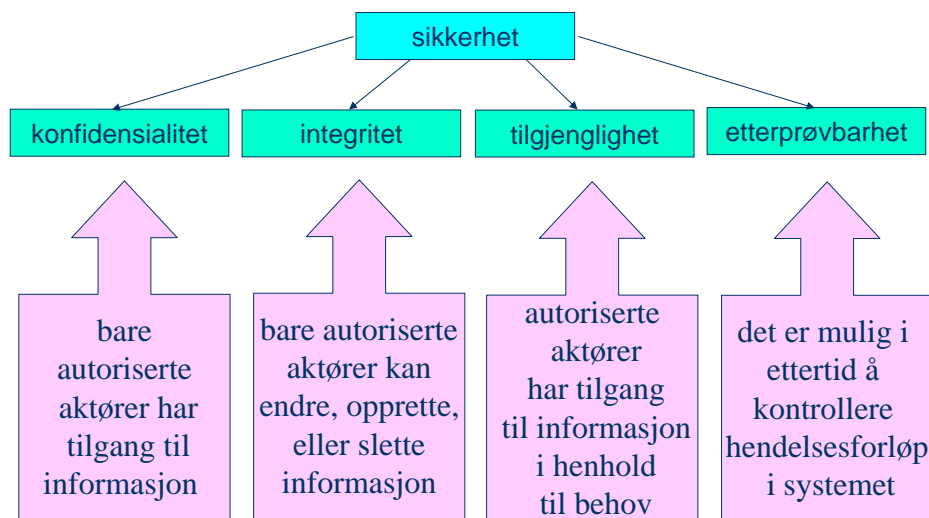 sikkerhet
konfidensialitet
integritet
tilgjenglighet
etterprøvbarhet
bare
autoriserte
aktører har
tilgang til
informasjon
bare autoriserte
aktører kan
endre, opprette,
eller slette
informasjon
autoriserte
aktører
har tilgang
til informasjon
i henhold
til behov
det er mulig i
ettertid å
kontrollere
hendelsesforløp
i systemet